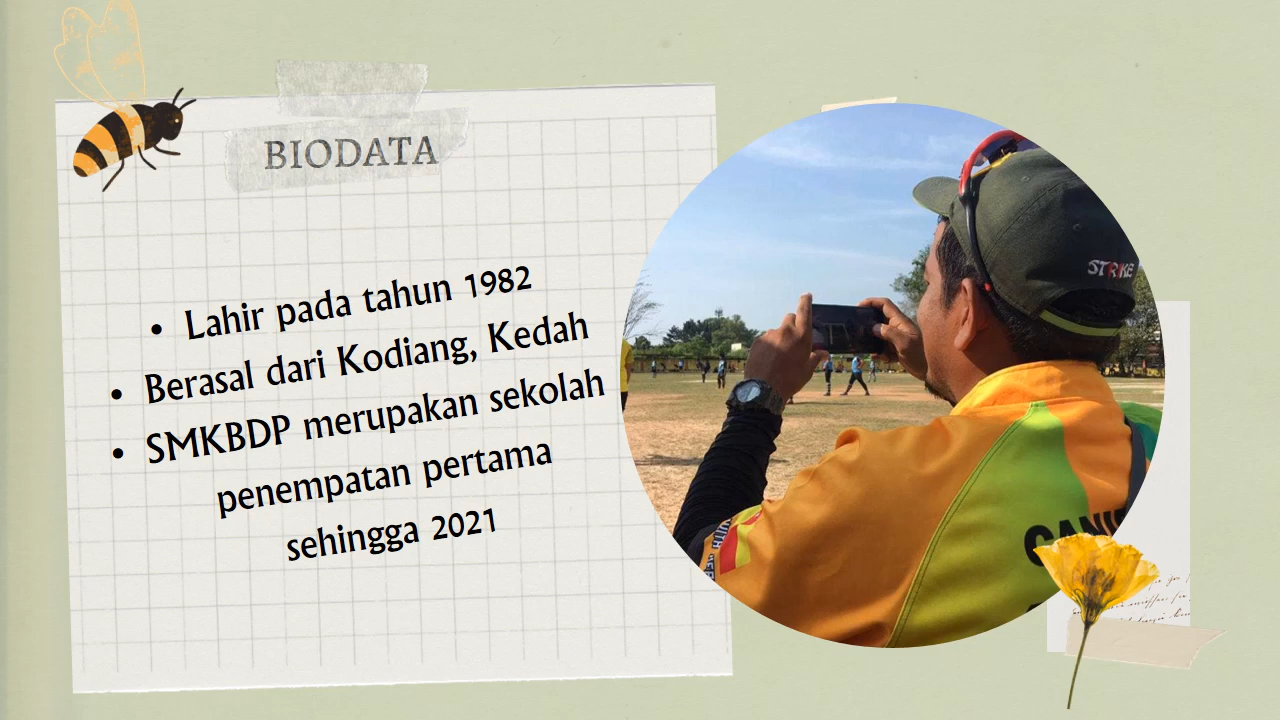 BIODATA
• Lahir pada tahun 1982
• Berasal dari Kodiang, Kedah
• SMKBDP merupakan sekolah
penempatan pertama
sehingga 2021
STRIKE